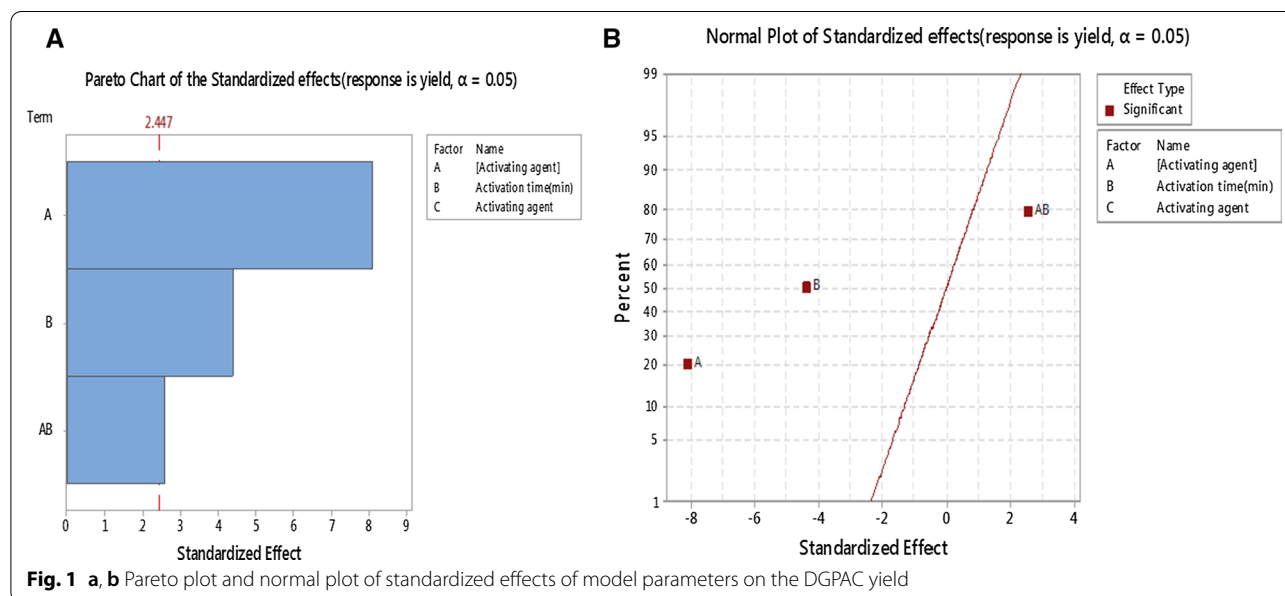 A
Pareto Chart of the Standardized effects(response is yield, α = 0.05)
Term
2.447
A
B
AB
0 1 2 3 4 5 6 7 8 9
Standardized Effect
Factor Name
A [Activating agent]
B Activation time(min)
C Activating agent
B
Normal Plot of Standardized effects(response is yield, α = 0.05)
Percent
99
95
90
80
70
60
50
40
30
20
10
5
1
AB
B
A
-8 -6 -4 -2 0 2 4
Standardized Effect
Effect Type
Significant
Factor Name
A [Activating agent]
B Activation time(min)
C Activating agent
Fig. 1 a, b Pareto plot and normal plot of standardized effects of model parameters on the DGPAC yield